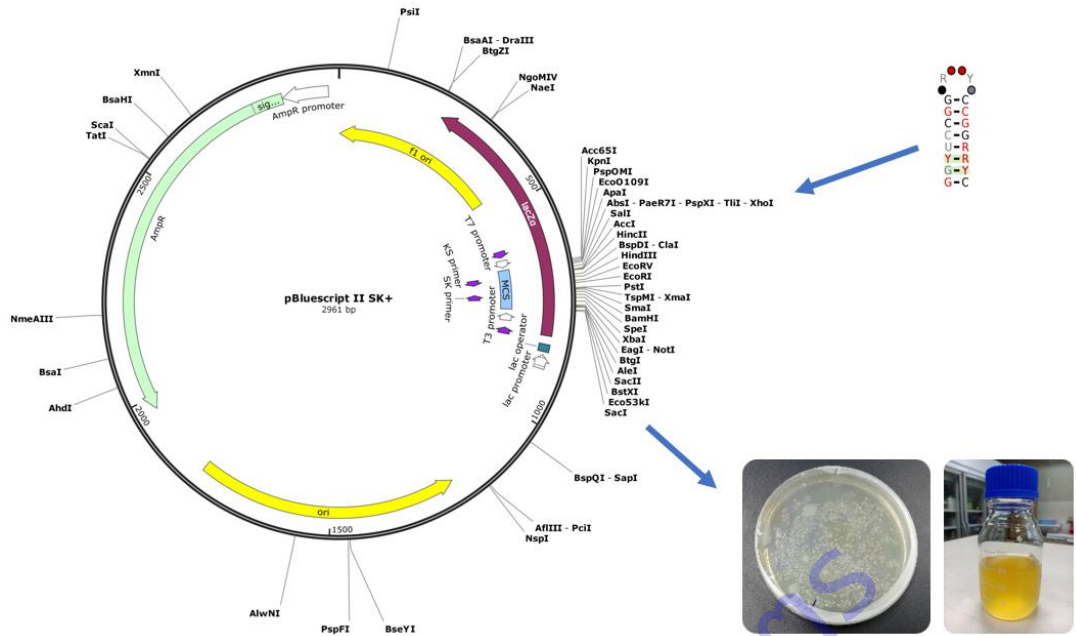 PsiI
BsaAI - DraIII
BtgZI
NgoMIV
NaeI
XmnI
BsaHI
ScaI
TatI
sig...
AmpR promoter
f1 ori
lacZα
500
2500
AmpR
T7 promoter
KS primer
MCS
SK primer
T3 promoter
lac operator
lac promoter
pBluescript II SK+
2961 bp
Acc65I
KpnI
PspOMI
EcoO109I
ApaI
AbsI - PaeR7I - PspXI - TliI - XhoI
SalI
AccI
HincII
BspDI - ClaI
HindIII
EcoRV
EcoRI
PstI
TspMI - XmaI
SmaI
BamHI
SpeI
XbaI
EagI - NotI
BtgI
AleI
SacII
BstXI
Eco53kI
SacI
NmeAIII
BsaI
AhdI
2000
1000
BspQI - SapI
ori
1500
AflIII - PciI
NspI
AlwNI
PspFI
BseYI
R Y
G C
G C
C G
C G
U R
Y R
G Y
G C